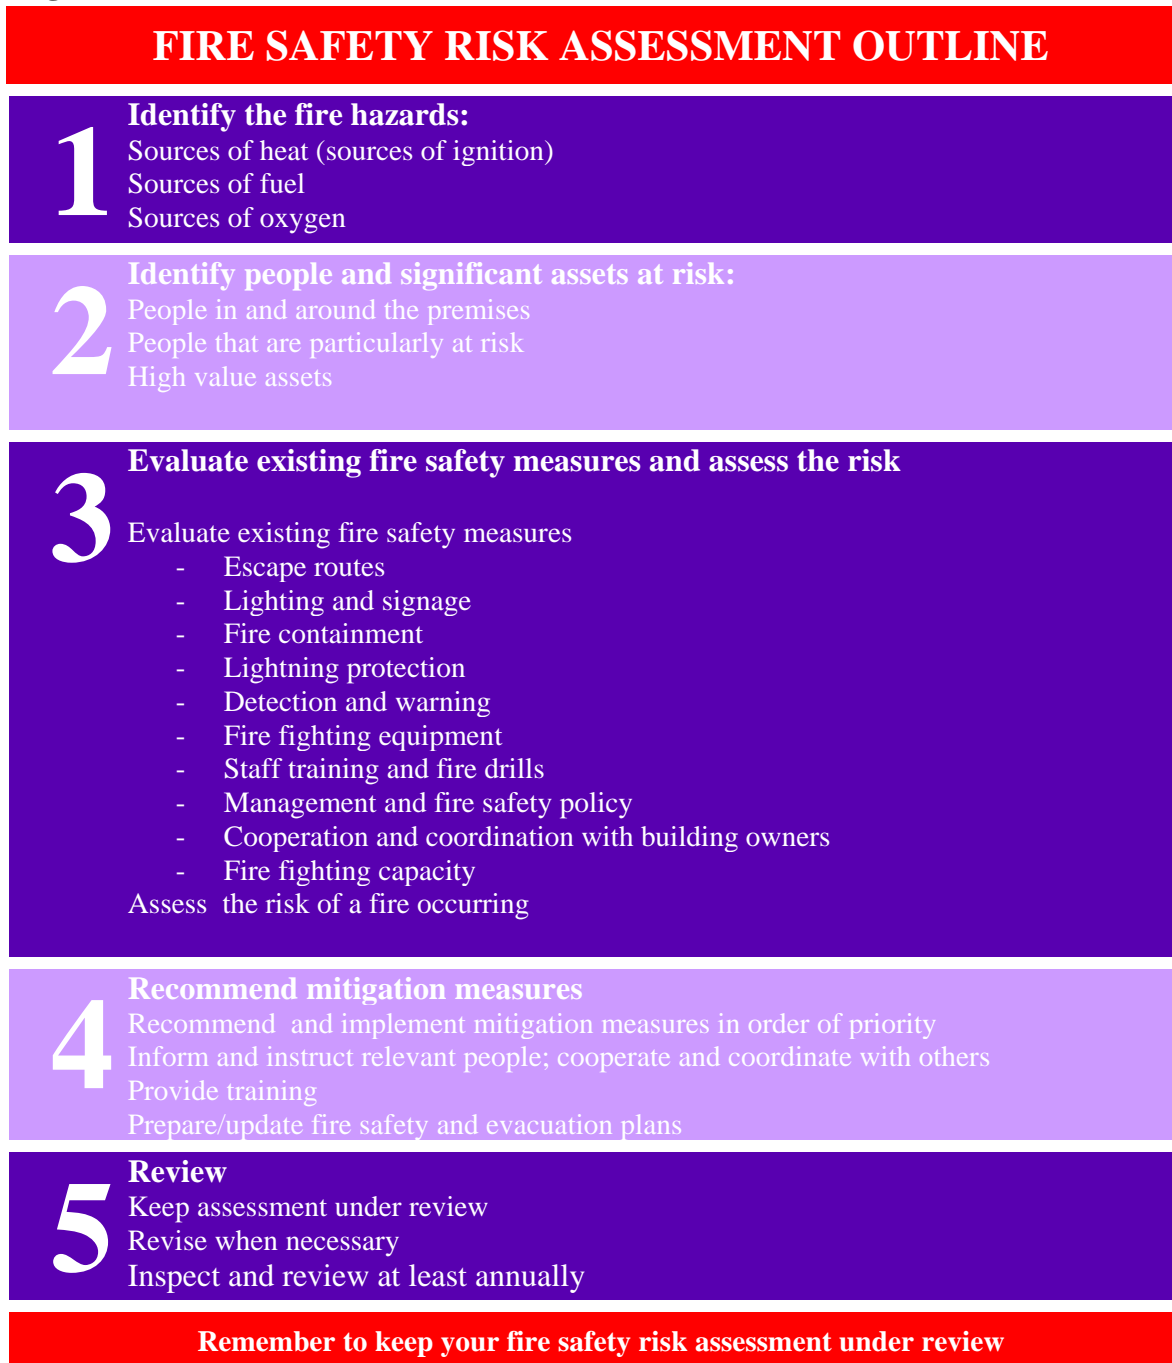 FIRE SAFETY RISK ASSESSMENT OUTLINE
1
Identify the fire hazards:
Sources of heat (sources of ignition)
Sources of fuel
Sources of oxygen
2
Identify people and significant assets at risk:
People in and around the premises
People that are particularly at risk
High value assets
3
Evaluate existing fire safety measures and assess the risk
Evaluate existing fire safety measures
- Escape routes
- Lighting and signage
- Fire containment
- Lightning protection
- Detection and warning
- Fire fighting equipment
- Staff training and fire drills
- Management and fire safety policy
- Cooperation and coordination with building owners
- Fire fighting capacity
Assess  the risk of a fire occurring
4
Recommend mitigation measures
Recommend  and implement mitigation measures in order of priority
Inform and instruct relevant people; cooperate and coordinate with others
Provide training
Prepare/update fire safety and evacuation plans
5
Review
Keep assessment under review
Revise when necessary
Inspect and review at least annually
Remember to keep your fire safety risk assessment under review